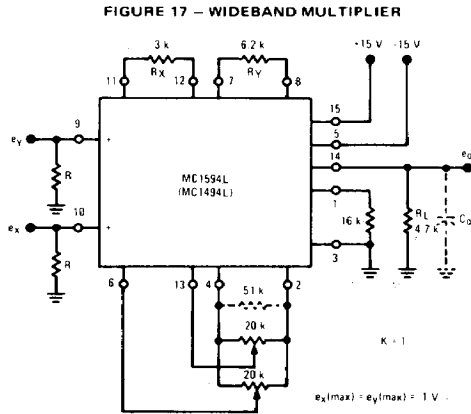 FIGURE 17 – WIDEBAND MULTIPLIER
3 k
6.2 k
+15 V
-15 V
RX
RY
11
12
7
8
15
9
eY
+
5
14
eo
R
MC1594L
(MC1494L)
1
10
eX
+
16 k
RL
4.7 k
Co
R
3
6
13
4
2
51 k
20 k
20 k
K = 1
eX(max) = eY(max) = 1 V